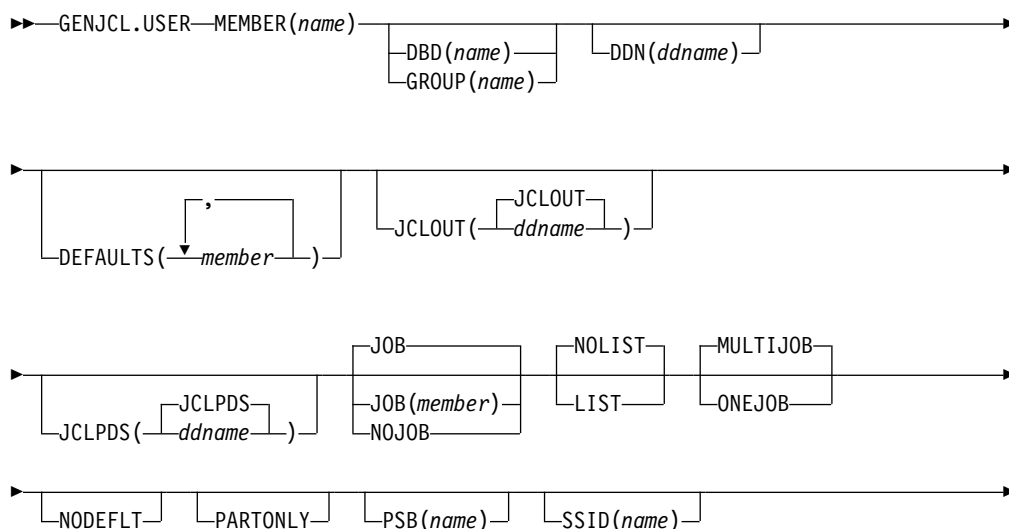 GENJCL.USER MEMBER(name)
DBD(name)
GROUP(name)
DDN(ddname)
DEFAULTS(
,
member
)
JCLOUT(
JCLOUT
ddname
)
JCLPDS(
JCLPDS
ddname
)
JOB
JOB(member)
NOJOB
NOLIST
LIST
MULTIJOB
ONEJOB
NODEFLT PARTONLY PSB(name) SSID(name)